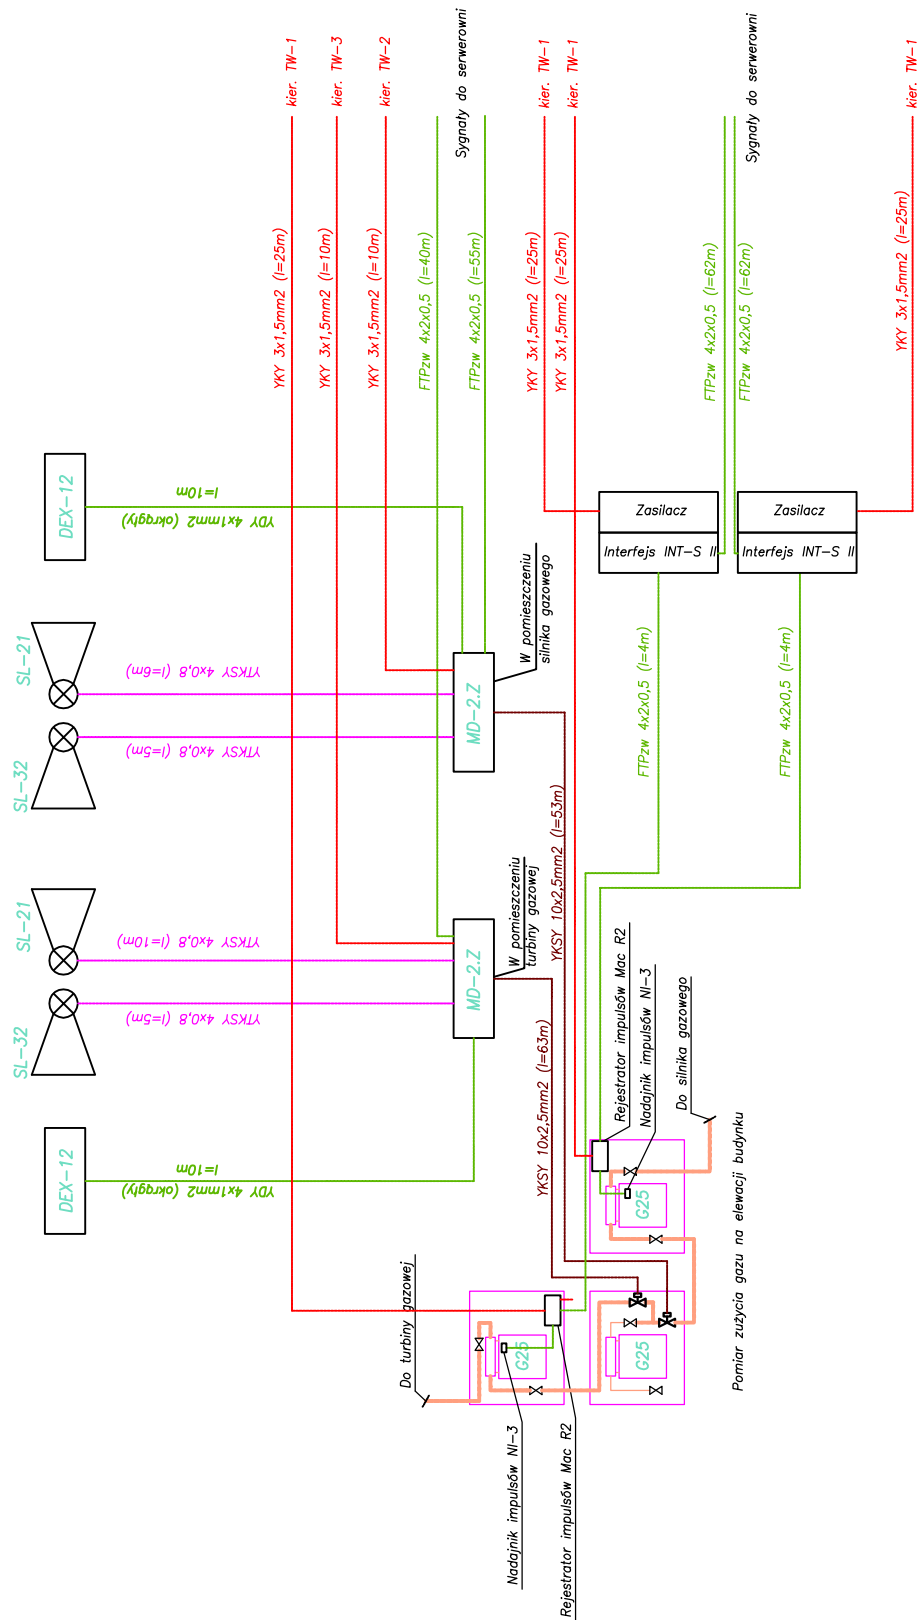 kier. TW-1
kier. TW-3
kier. TW-2
Sygnały do serwerowni
kier. TW-1
kier. TW-1
Sygnały do serwerowni
kier. TW-1
YKY 3x1,5mm2 (l=25m)
YKY 3x1,5mm2 (l=10m)
YKY 3x1,5mm2 (l=10m)
FTPzw 4x2x0,5 (l=40m)
FTPzw 4x2x0,5 (l=55m)
YKY 3x1,5mm2 (l=25m)
YKY 3x1,5mm2 (l=25m)
FTPzw 4x2x0,5 (l=62m)
FTPzw 4x2x0,5 (l=62m)
YKY 3x1,5mm2 (l=25m)
DEX-12
YDY 4x1mm2 (okrągły)
l=10m
Zasilacz
Interfejs INT-S II
Zasilacz
Interfejs INT-S II
SL-21
YTKSY 4x0,8 (l=6m)
SL-32
YTKSY 4x0,8 (l=5m)
MD-2.Z
W pomieszczeniu
silnika gazowego
FTPzw 4x2x0,5 (l=4m)
FTPzw 4x2x0,5 (l=4m)
YKSY 10x2,5mm2 (l=53m)
SL-21
YTKSY 4x0,8 (l=10m)
SL-32
YTKSY 4x0,8 (l=5m)
MD-2.Z
W pomieszczeniu
turbiny gazowej
YKSY 10x2,5mm2 (l=63m)
DEX-12
YDY 4x1mm2 (okrągły)
l=10m
Rejestrator impulsów Mac R2
Nadajnik impulsów NI-3
Do silnika gazowego
G25
Pomiar zużycia gazu na elewacji budynku
Do turbiny gazowej
G25
G25
Nadajnik impulsów NI-3
Rejestrator impulsów Mac R2